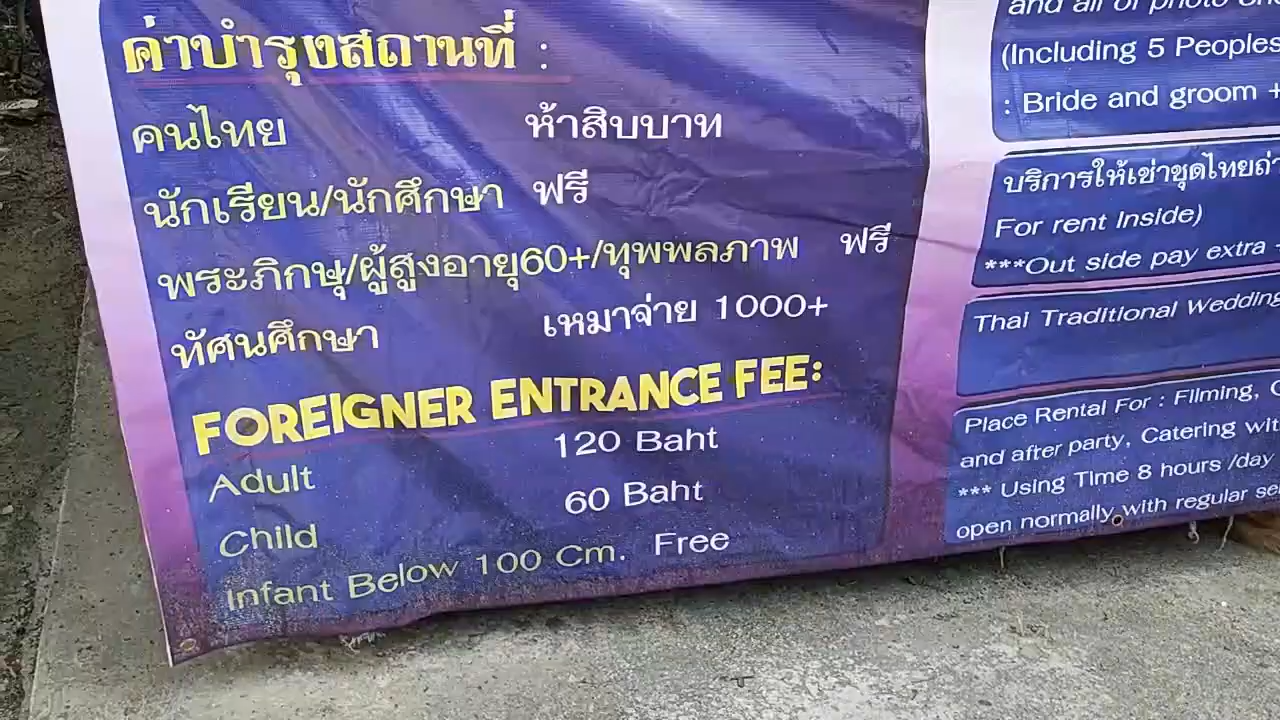 ค่าบำรุงสถานที่ :
คนไทย ห้าสิบบาท
นักเรียน/นักศึกษา ฟรี
พระภิกษุ/ผู้สูงอายุ60+/ทุพพลภาพ ฟรี
ทัศนศึกษา เหมาจ่าย 1000+
FOREIGNER ENTRANCE FEE:
Adult 120 Baht
Child 60 Baht
Infant Below 100 Cm. Free
and all of photo
(Including 5 Peoples
: Bride and groom +
บริการให้เช่าชุดไทย
For rent Inside)
***Out side pay extra
Thai Traditional Wedding
Place Rental For : Filming,
and after party, Catering
*** Using Time 8 hours /day
open normally with regular